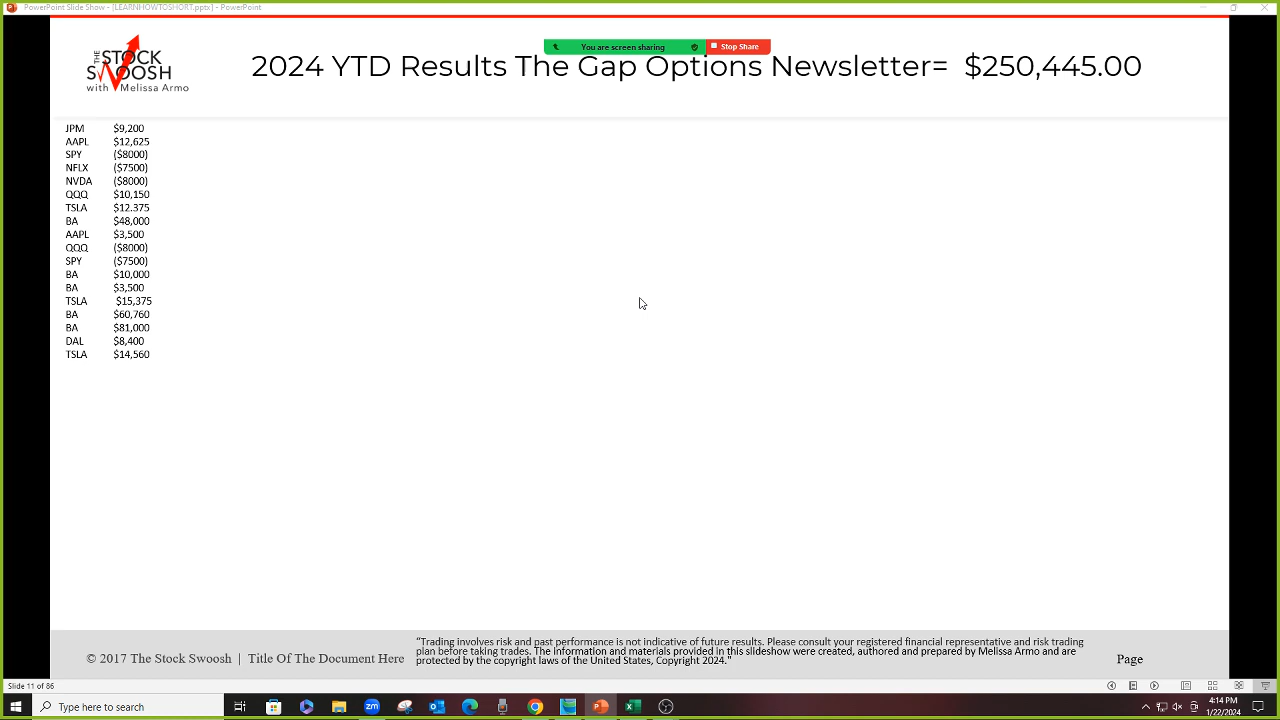 PowerPoint Slide Show - [LEARNHOWTOSHORT.pptx] - PowerPoint
You are screen sharing
Stop Share
THE
STOCK
SWOOSH
with Melissa Armo
2024 YTD Results The Gap Options Newsletter= $250,445.00
JPM $9,200
AAPL $12,625
SPY ($8000)
NFLX ($7500)
NVDA ($8000)
QQQ $10,150
TSLA $12.375
BA $48,000
AAPL $3,500
QQQ ($8000)
SPY ($7500)
BA $10,000
BA $3,500
TSLA $15,375
BA $60,760
BA $81,000
DAL $8,400
TSLA $14,560
© 2017 The Stock Swoosh | Title Of The Document Here
“Trading involves risk and past performance is not indicative of future results. Please consult your registered financial representative and risk trading
plan before taking trades. The information and materials provided in this slideshow were created, authored and prepared by Melissa Armo and are
protected by the copyright laws of the United States, Copyright 2024."
Page
Slide 11 of 86
Type here to search
4:14 PM
1/22/2024